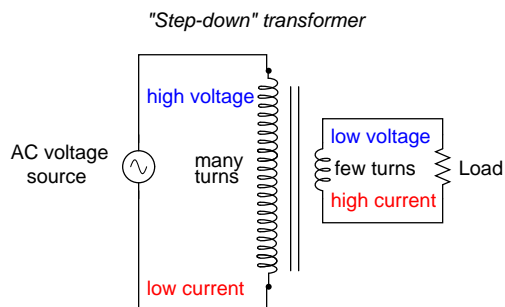 "Step-down" transformer
high voltage
AC voltage
source
many
turns
low current
low voltage
few turns
high current
Load